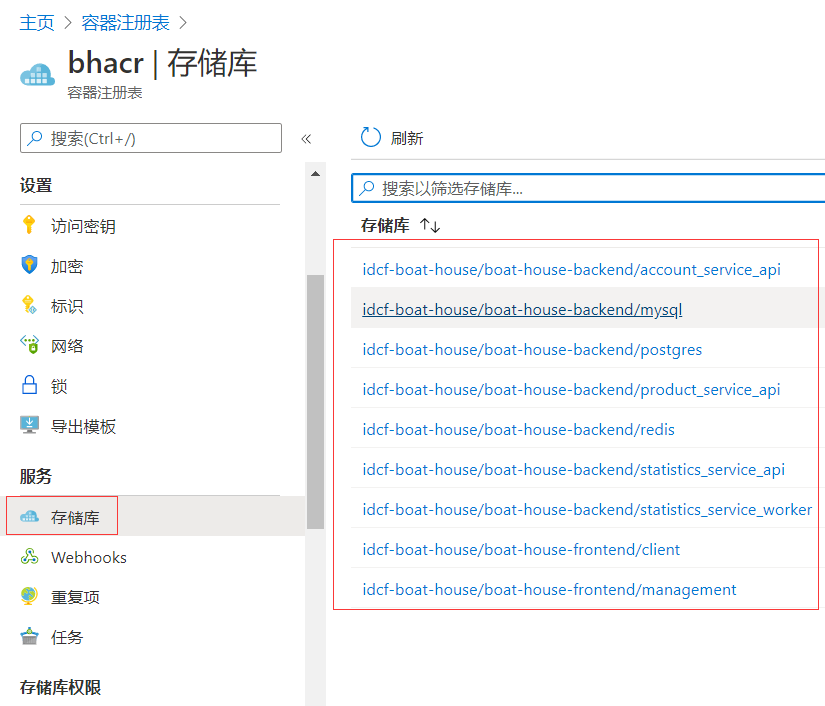 主页 > 容器注册表 >
bhacr | 存储库
容器注册表
搜索(Ctrl+/)
«
设置
访问密钥
加密
标识
网络
锁
导出模板
服务
存储库
Webhooks
重复项
任务
存储库权限
刷新
搜索以筛选存储库...
存储库 ↑↓
idcf-boat-house/boat-house-backend/account_service_api
idcf-boat-house/boat-house-backend/mysql
idcf-boat-house/boat-house-backend/postgres
idcf-boat-house/boat-house-backend/product_service_api
idcf-boat-house/boat-house-backend/redis
idcf-boat-house/boat-house-backend/statistics_service_api
idcf-boat-house/boat-house-backend/statistics_service_worker
idcf-boat-house/boat-house-frontend/client
idcf-boat-house/boat-house-frontend/management